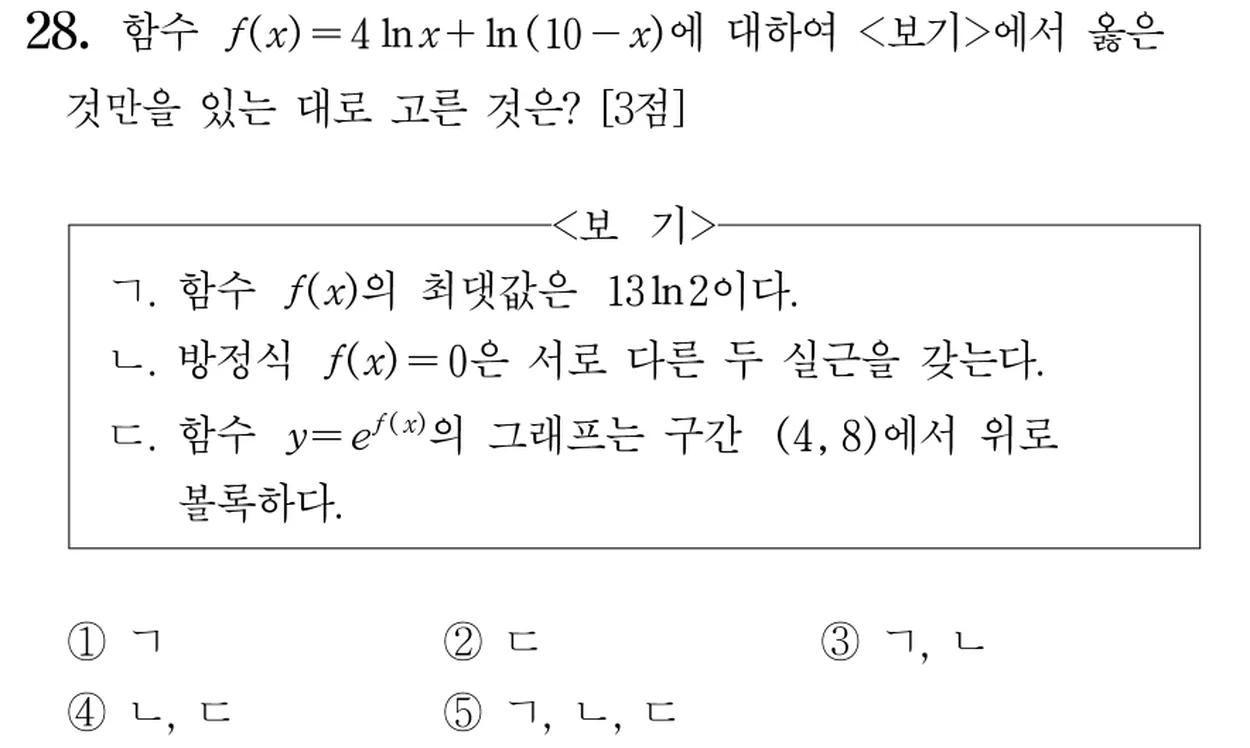 28. 함수 f(x)=4 ln x+ln(10-x)에 대하여 <보기>에서 옳은
것만을 있는 대로 고른 것은? [3점]
<보 기>
ㄱ. 함수 f(x)의 최댓값은 13 ln 2이다.
ㄴ. 방정식 f(x)=0은 서로 다른 두 실근을 갖는다.
ㄷ. 함수 y=e^{f(x)}의 그래프는 구간 (4, 8)에서 위로
볼록하다.
① ㄱ ② ㄷ ③ ㄱ, ㄴ
④ ㄴ, ㄷ ⑤ ㄱ, ㄴ, ㄷ